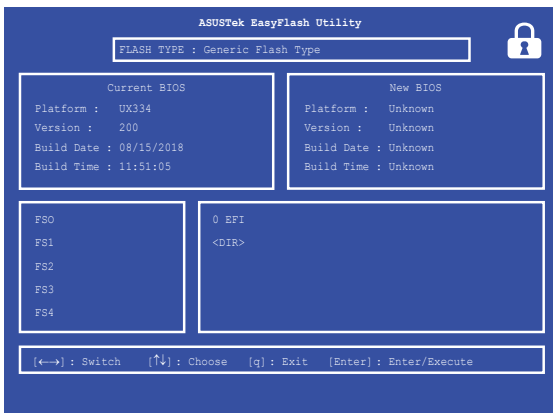 ASUSTek EasyFlash Utility
FLASH TYPE : Generic Flash Type
Current BIOS
Platform : UX334
Version : 200
Build Date : 08/15/2018
Build Time : 11:51:05
New BIOS
Platform : Unknown
Version : Unknown
Build Date : Unknown
Build Time : Unknown
FSO
FS1
FS2
FS3
FS4
0 EFI
<DIR>
[←→] : Switch [↑↓] : Choose [q] : Exit [Enter] : Enter/Execute